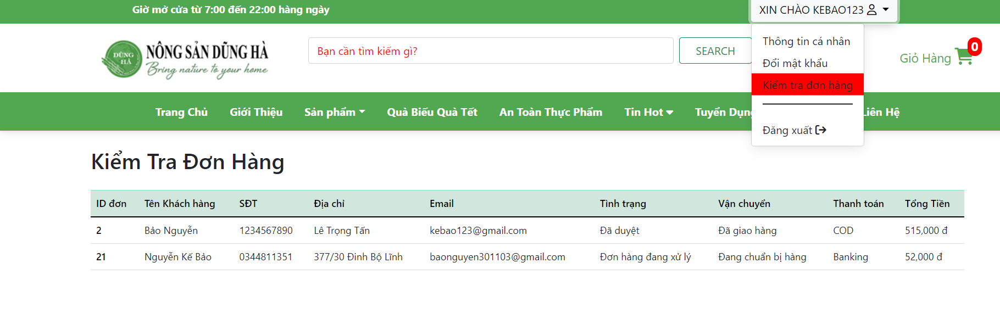 Giờ mở cửa từ 7:00 đến 22:00 hàng ngày
XIN CHÀO KEBAO123
DŨNG HÀ
NÔNG SẢN DŨNG HÀ
Bring nature to your home
Bạn cần tìm kiếm gì?
SEARCH
Thông tin cá nhân
Đổi mật khẩu
Kiểm tra đơn hàng
Đăng xuất
Giỏ Hàng 0
Trang Chủ Giới Thiệu Sản phẩm Quà Biếu Quà Tết An Toàn Thực Phẩm Tin Hot Tuyển Dụng Liên Hệ
Kiểm Tra Đơn Hàng
ID đơn Tên Khách hàng SĐT Địa chỉ Email Tình trạng Vận chuyển Thanh toán Tổng Tiền
2 Bảo Nguyễn 1234567890 Lê Trọng Tấn kebao123@gmail.com Đã duyệt Đã giao hàng COD 515,000 đ
21 Nguyễn Kế Bảo 0344811351 377/30 Đinh Bộ Lĩnh baonguyen301103@gmail.com Đơn hàng đang xử lý Đang chuẩn bị hàng Banking 52,000 đ